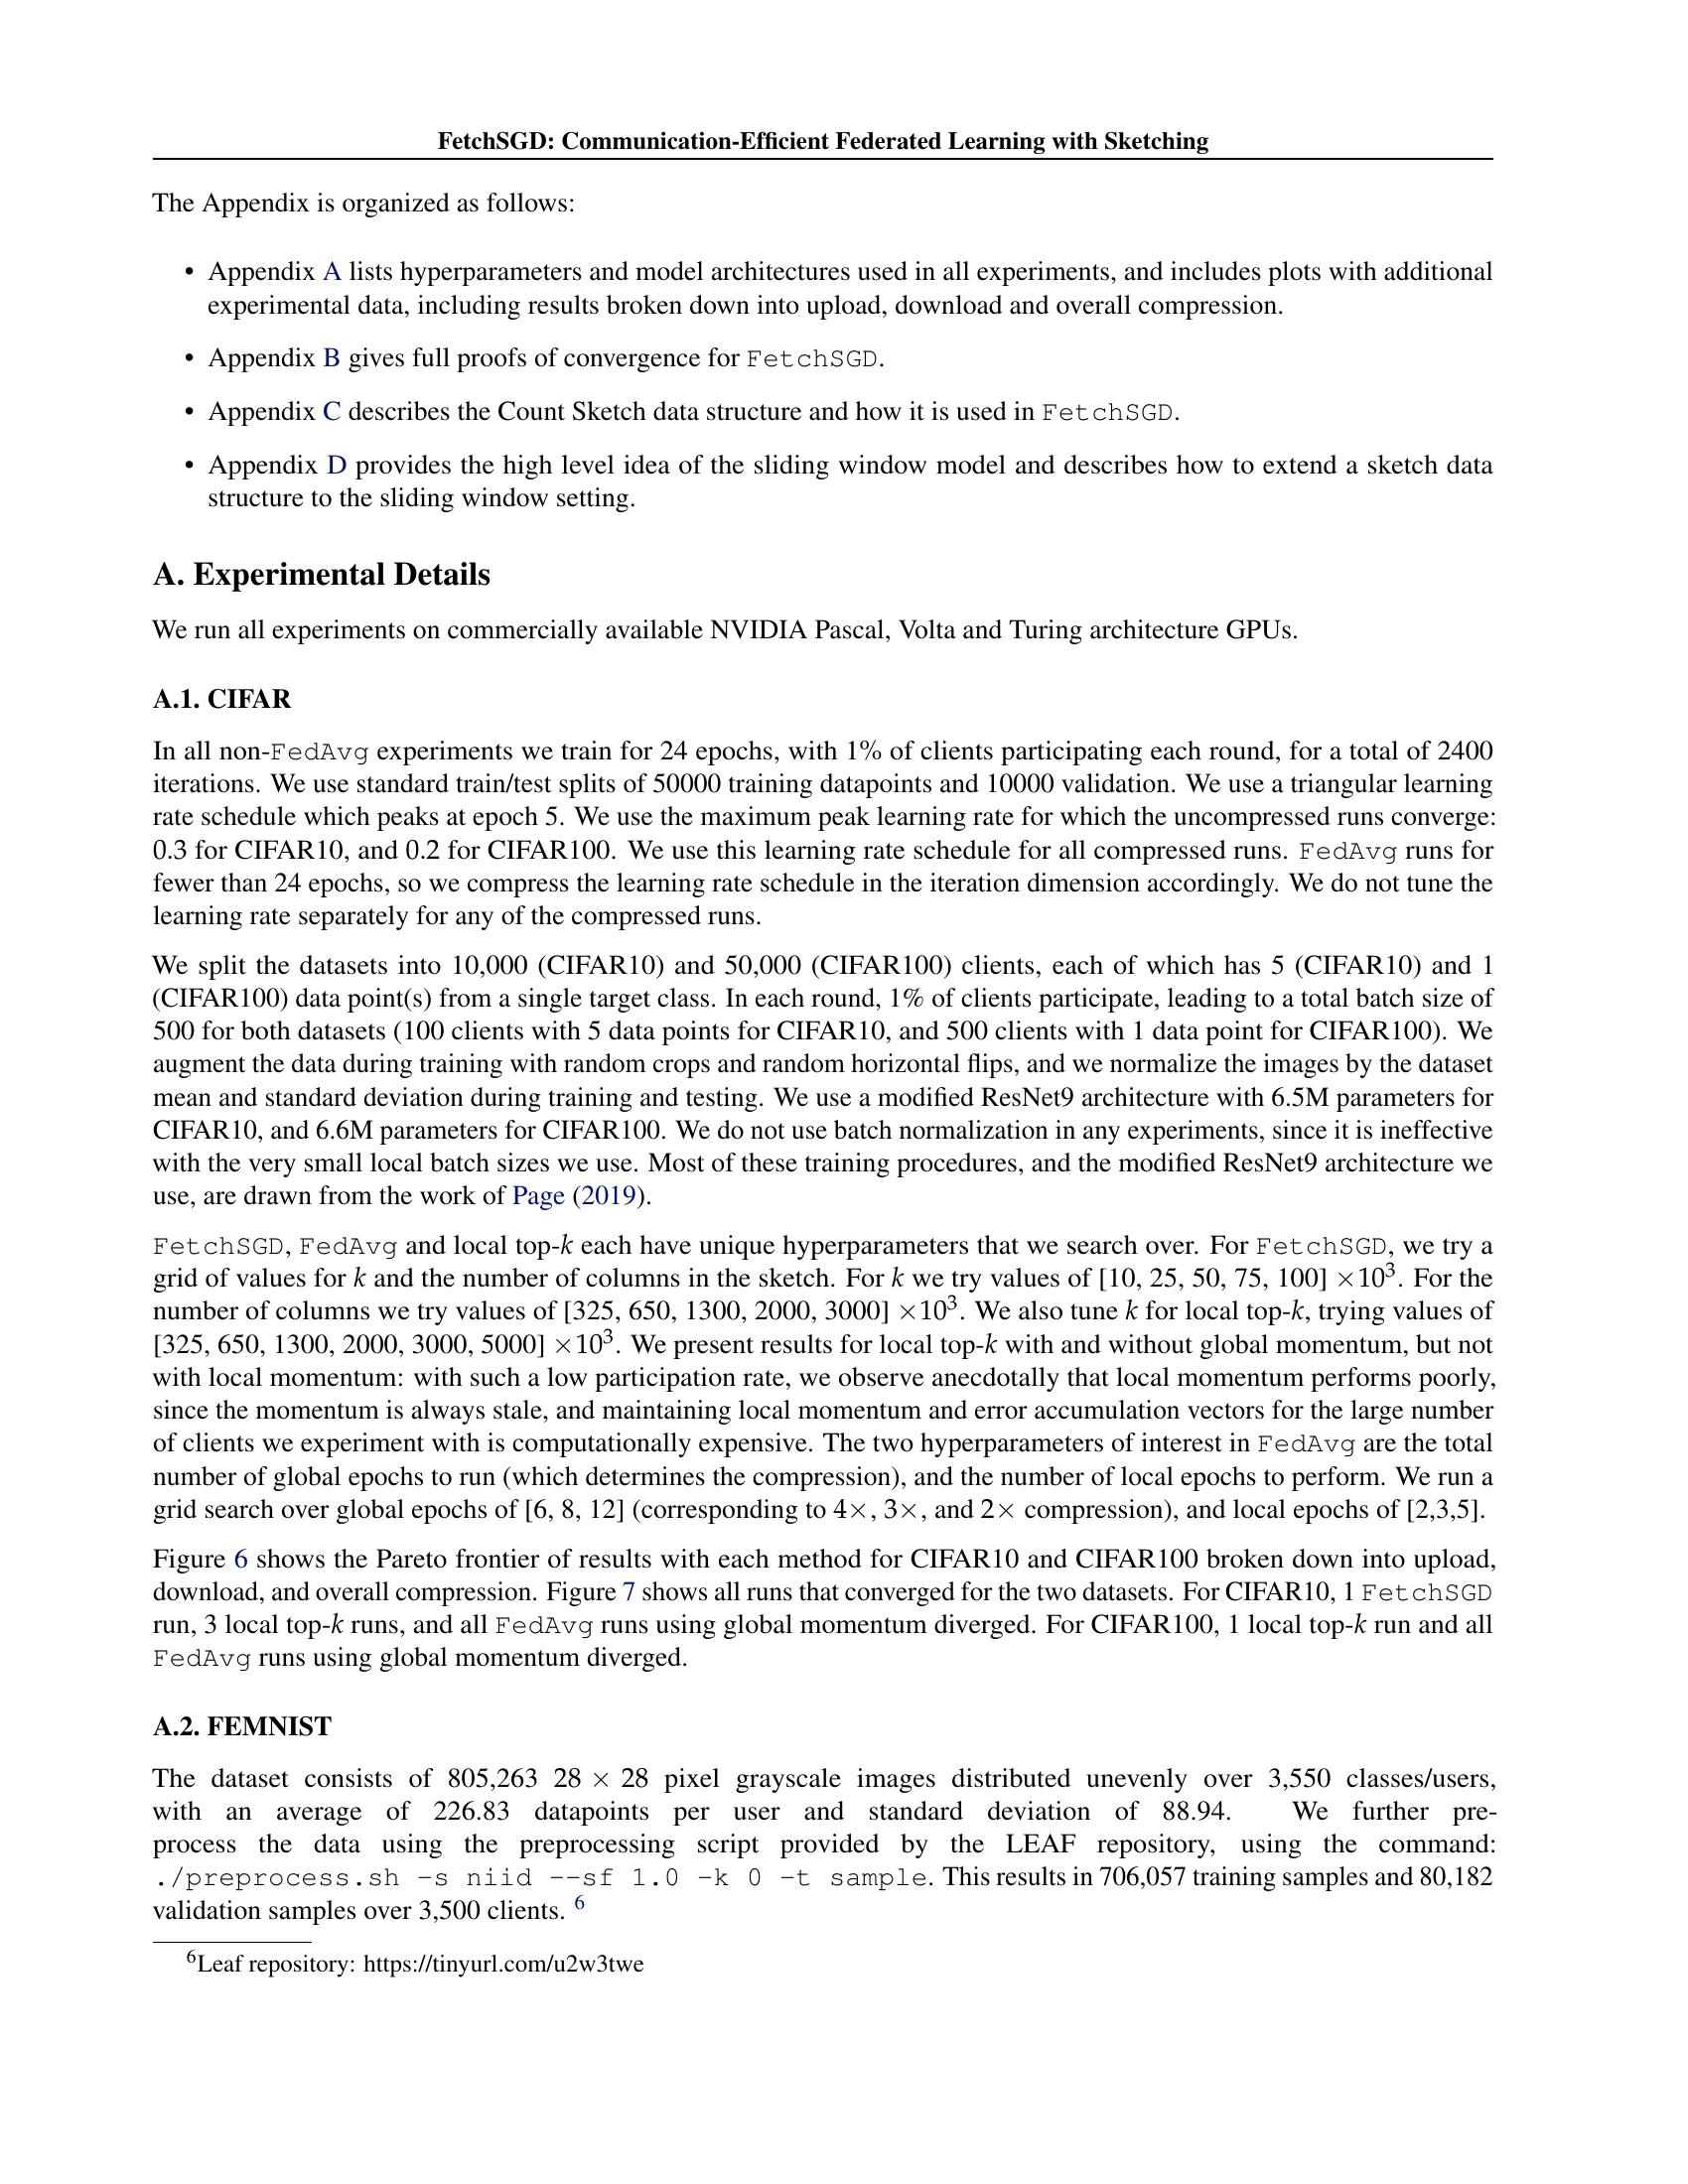 FetchSGD: Communication-Efficient Federated Learning with Sketching
The Appendix is organized as follows:
• Appendix A lists hyperparameters and model architectures used in all experiments, and includes plots with additional
experimental data, including results broken down into upload, download and overall compression.
• Appendix B gives full proofs of convergence for FetchSGD.
• Appendix C describes the Count Sketch data structure and how it is used in FetchSGD.
• Appendix D provides the high level idea of the sliding window model and describes how to extend a sketch data
structure to the sliding window setting.
A. Experimental Details
We run all experiments on commercially available NVIDIA Pascal, Volta and Turing architecture GPUs.
A.1. CIFAR
In all non-FedAvg experiments we train for 24 epochs, with 1% of clients participating each round, for a total of 2400
iterations. We use standard train/test splits of 50000 training datapoints and 10000 validation. We use a triangular learning
rate schedule which peaks at epoch 5. We use the maximum peak learning rate for which the uncompressed runs converge:
0.3 for CIFAR10, and 0.2 for CIFAR100. We use this learning rate schedule for all compressed runs. FedAvg runs for
fewer than 24 epochs, so we compress the learning rate schedule in the iteration dimension accordingly. We do not tune the
learning rate separately for any of the compressed runs.
We split the datasets into 10,000 (CIFAR10) and 50,000 (CIFAR100) clients, each of which has 5 (CIFAR10) and 1
(CIFAR100) data point(s) from a single target class. In each round, 1% of clients participate, leading to a total batch size of
500 for both datasets (100 clients with 5 data points for CIFAR10, and 500 clients with 1 data point for CIFAR100). We
augment the data during training with random crops and random horizontal flips, and we normalize the images by the dataset
mean and standard deviation during training and testing. We use a modified ResNet9 architecture with 6.5M parameters for
CIFAR10, and 6.6M parameters for CIFAR100. We do not use batch normalization in any experiments, since it is ineffective
with the very small local batch sizes we use. Most of these training procedures, and the modified ResNet9 architecture we
use, are drawn from the work of Page (2019).
FetchSGD, FedAvg and local top-k each have unique hyperparameters that we search over. For FetchSGD, we try a
grid of values for k and the number of columns in the sketch. For k we try values of [10, 25, 50, 75, 100] ×10³. For the
number of columns we try values of [325, 650, 1300, 2000, 3000] ×10³. We also tune k for local top-k, trying values of
[325, 650, 1300, 2000, 3000, 5000] ×10³. We present results for local top-k with and without global momentum, but not
with local momentum: with such a low participation rate, we observe anecdotally that local momentum performs poorly,
since the momentum is always stale, and maintaining local momentum and error accumulation vectors for the large number
of clients we experiment with is computationally expensive. The two hyperparameters of interest in FedAvg are the total
number of global epochs to run (which determines the compression), and the number of local epochs to perform. We run a
grid search over global epochs of [6, 8, 12] (corresponding to 4×, 3×, and 2× compression), and local epochs of [2,3,5].
Figure 6 shows the Pareto frontier of results with each method for CIFAR10 and CIFAR100 broken down into upload,
download, and overall compression. Figure 7 shows all runs that converged for the two datasets. For CIFAR10, 1 FetchSGD
run, 3 local top-k runs, and all FedAvg runs using global momentum diverged. For CIFAR100, 1 local top-k run and all
FedAvg runs using global momentum diverged.
A.2. FEMNIST
The dataset consists of 805,263 28 × 28 pixel grayscale images distributed unevenly over 3,550 classes/users,
with an average of 226.83 datapoints per user and standard deviation of 88.94. We further pre-
process the data using the preprocessing script provided by the LEAF repository, using the command:
./preprocess.sh -s niid --sf 1.0 -k 0 -t sample. This results in 706,057 training samples and 80,182
validation samples over 3,500 clients. ⁶
⁶Leaf repository: https://tinyurl.com/u2w3twe